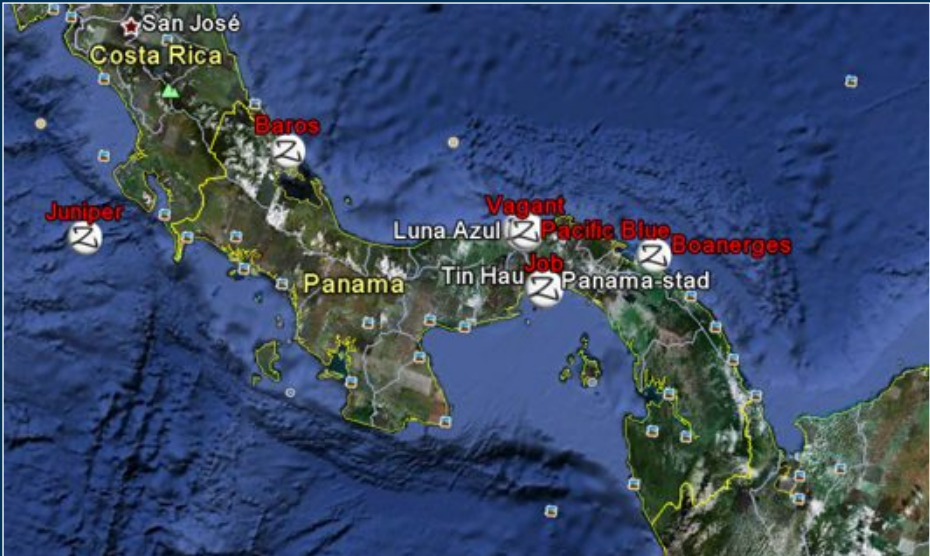 San José
Costa Rica
Baros
Juniper
Vagant
Luna Azul
Pacific Blue
Boanerges
Job
Tin Hau
Panama-stad
Panama